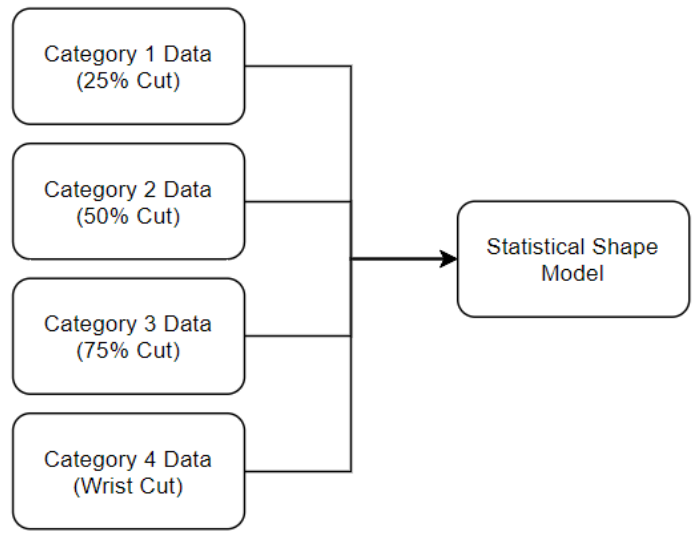 Category 1 Data
(25% Cut)
Category 2 Data
(50% Cut)
Category 3 Data
(75% Cut)
Category 4 Data
(Wrist Cut)
Statistical Shape
Model